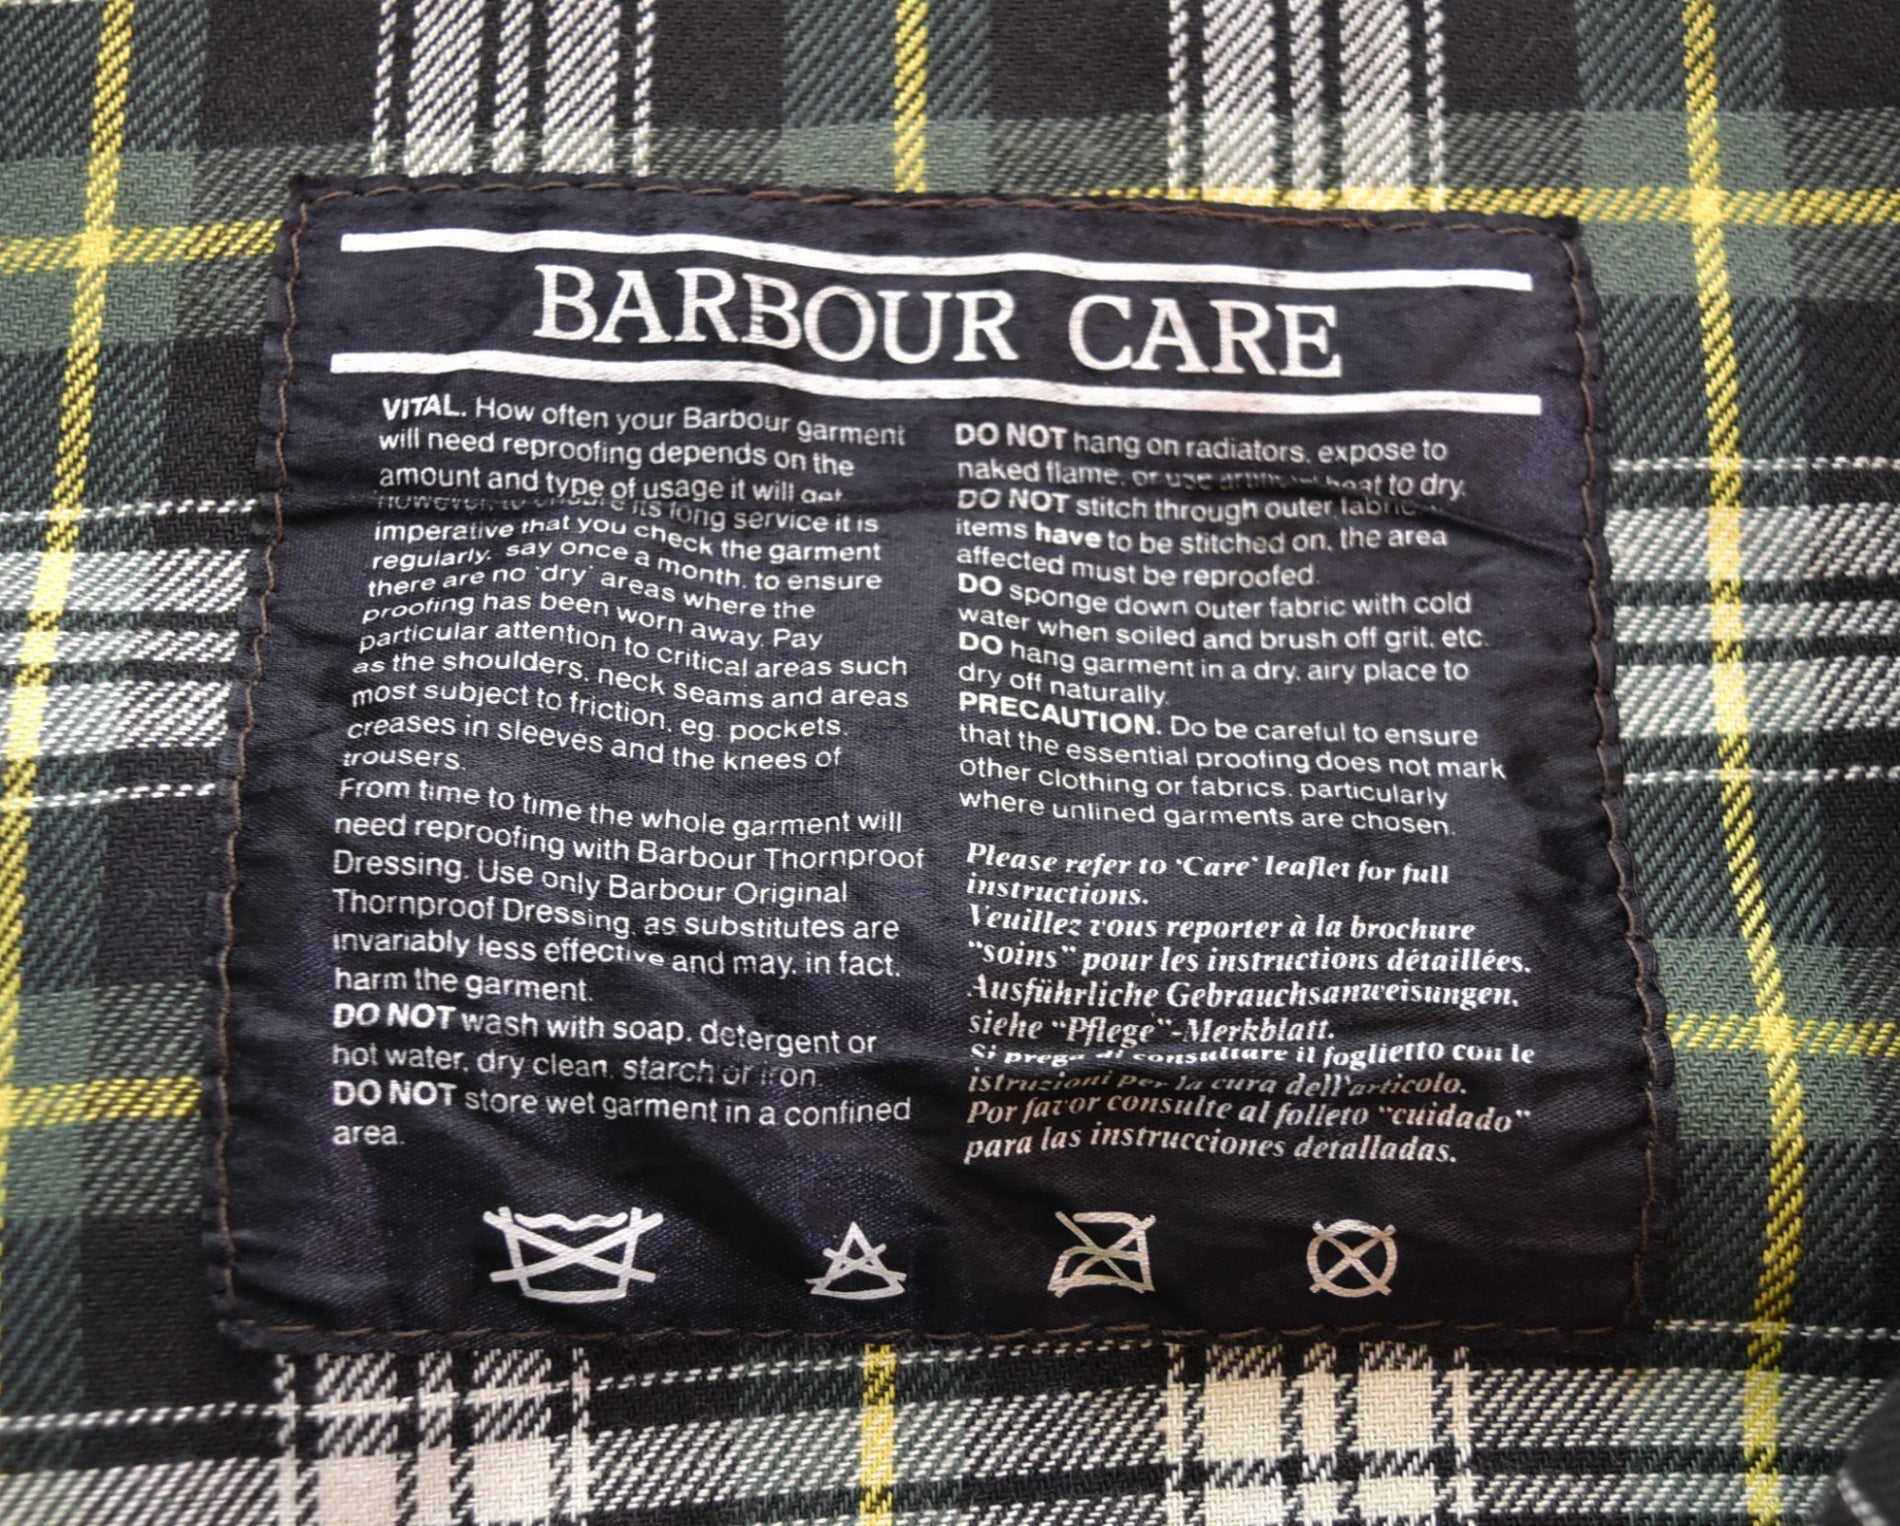 BARBOUR CARE
VITAL. How often your Barbour garment
will need reproofing depends on the
amount and type of usage it will get
however, to ensure its long service it is
imperative that you check the garment
regularly, say once a month, to ensure
there are no 'dry' areas where the
proofing has been worn away. Pay
particular attention to critical areas such
as the shoulders, neck seams and areas
most subject to friction, eg. pockets,
creases in sleeves and the knees of
trousers.
From time to time the whole garment will
need reproofing with Barbour Thornproof
Dressing. Use only Barbour Original
Thornproof Dressing, as substitutes are
invariably less effective and may, in fact,
harm the garment.
DO NOT wash with soap, detergent or
hot water, dry clean, starch or iron
DO NOT store wet garment in a confined
area.
DO NOT hang on radiators, expose to
naked flame, or use artificial heat to dry.
DO NOT stitch through outer fabric
items have to be stitched on, the area
affected must be reproofed.
DO sponge down outer fabric with cold
water when soiled and brush off grit, etc.
DO hang garment in a dry, airy place to
dry off naturally.
PRECAUTION. Do be careful to ensure
that the essential proofing does not mark
other clothing or fabrics, particularly
where unlined garments are chosen.
Please refer to 'Care' leaflet for full
instructions.
Veuillez vous reporter à la brochure
"soins" pour les instructions détaillées.
Ausführliche Gebrauchsanweisungen,
siehe "Pflege"-Merkblatt.
Si prega di consultare il foglietto con le
istruzioni per la cura dell'articolo.
Por favor consulte al folleto "cuidado"
para las instrucciones detalladas.